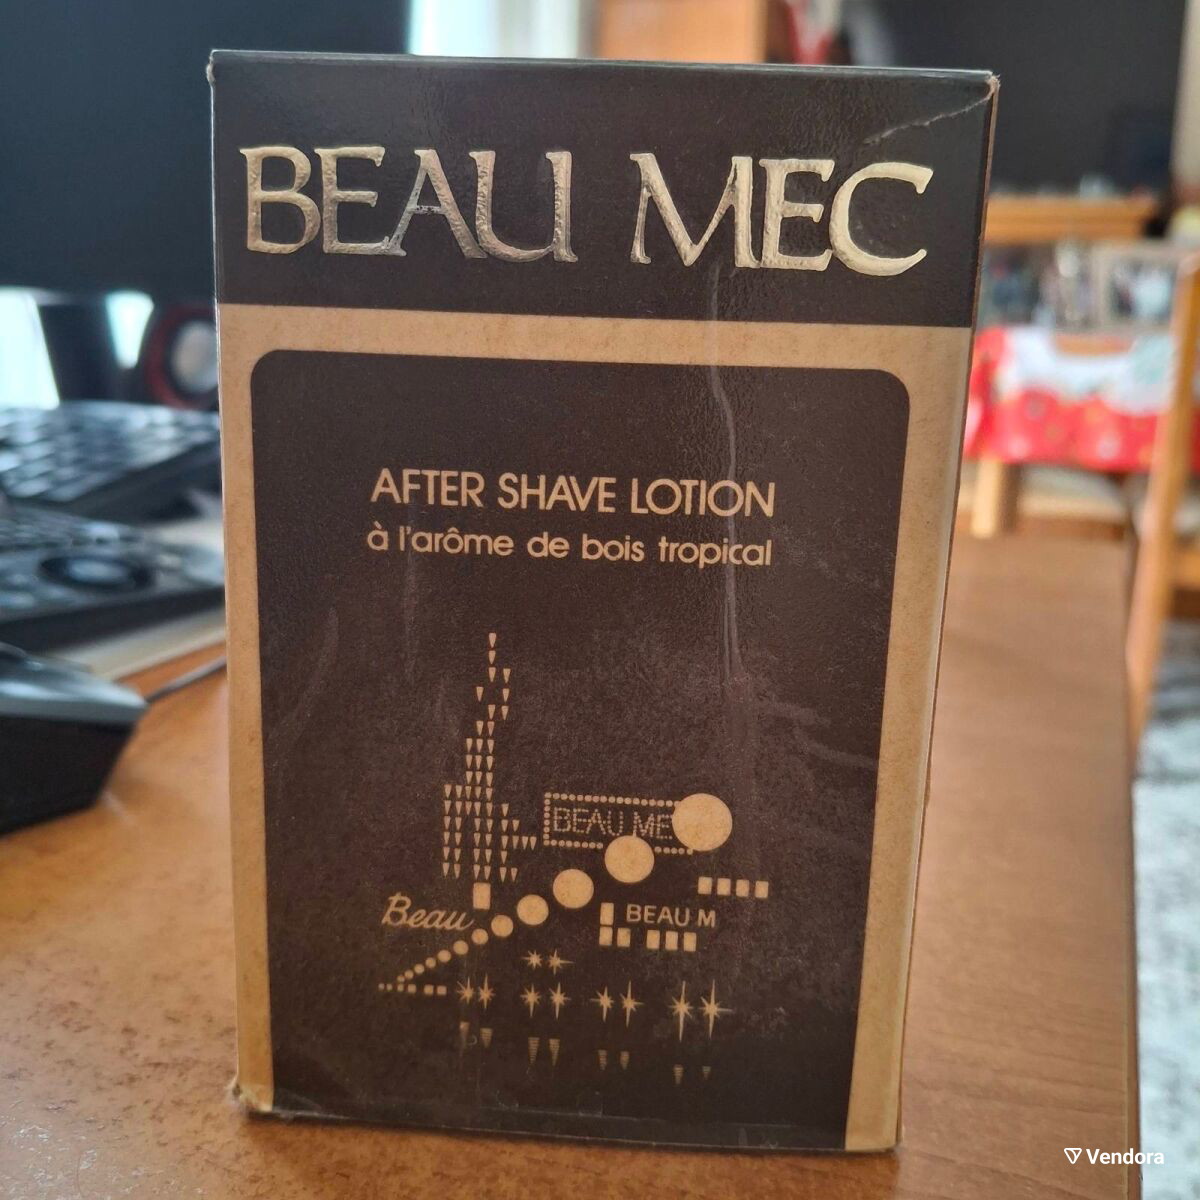 BEAU MEC
AFTER SHAVE LOTION
à l'arôme de bois tropical
BEAU ME
Beau
BEAU M
Vendora